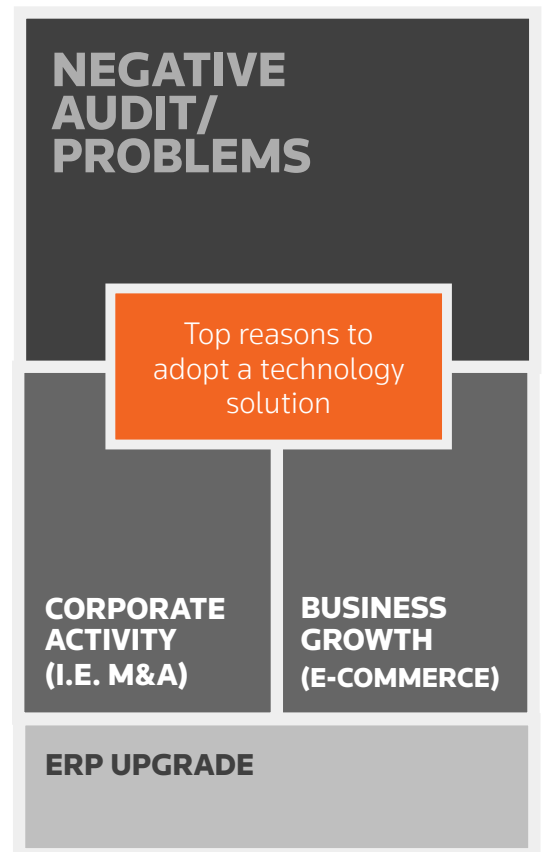 NEGATIVE
AUDIT/
PROBLEMS
Top reasons to
adopt a technology
solution
CORPORATE
ACTIVITY
(I.E. M&A)
BUSINESS
GROWTH
(E-COMMERCE)
ERP UPGRADE